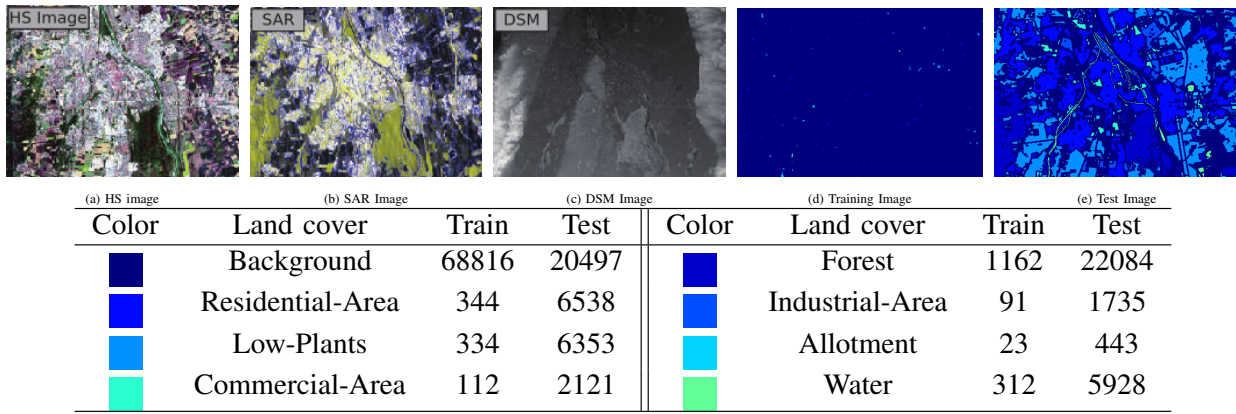 HS Image
SAR
DSM
(a) HS image (b) SAR Image (c) DSM Image (d) Training Image (e) Test Image
Color Land cover Train Test Color Land cover Train Test
Background 68816 20497 Forest 1162 22084
Residential-Area 344 6538 Industrial-Area 91 1735
Low-Plants 334 6353 Allotment 23 443
Commercial-Area 112 2121 Water 312 5928